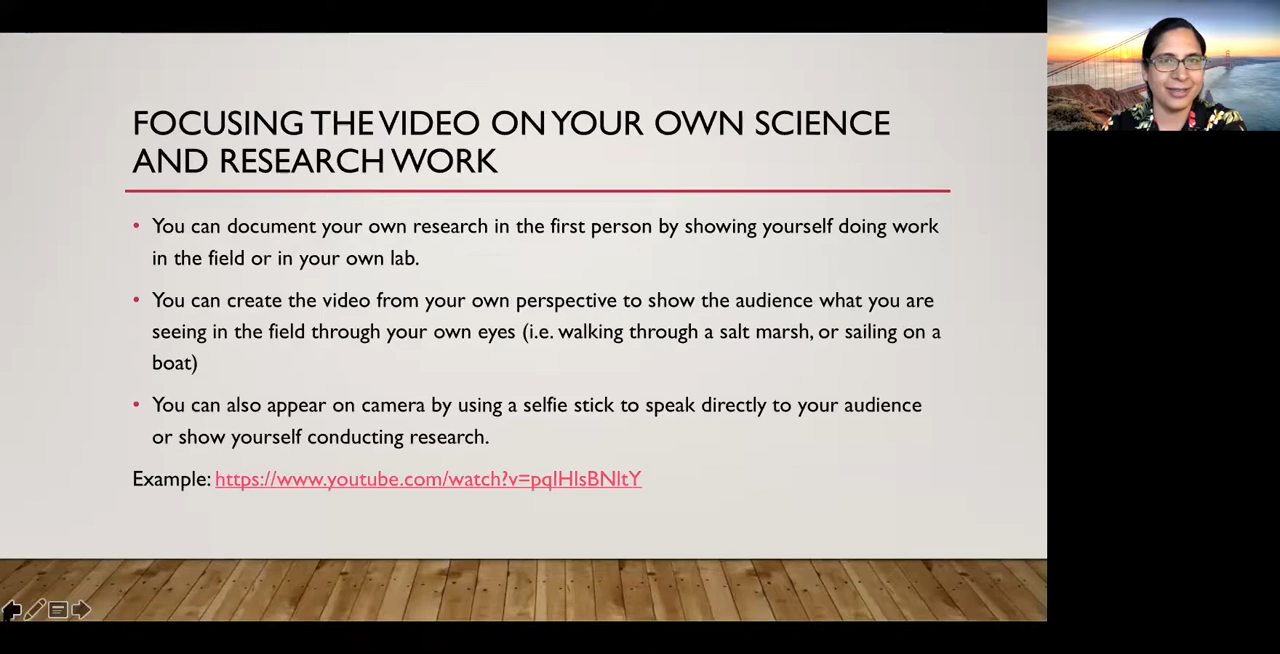 FOCUSING THE VIDEO ON YOUR OWN SCIENCE
AND RESEARCH WORK
• You can document your own research in the first person by showing yourself doing work
in the field or in your own lab.
• You can create the video from your own perspective to show the audience what you are
seeing in the field through your own eyes (i.e. walking through a salt marsh, or sailing on a
boat)
• You can also appear on camera by using a selfie stick to speak directly to your audience
or show yourself conducting research.
Example: https://www.youtube.com/watch?v=pqlHlsBNltY